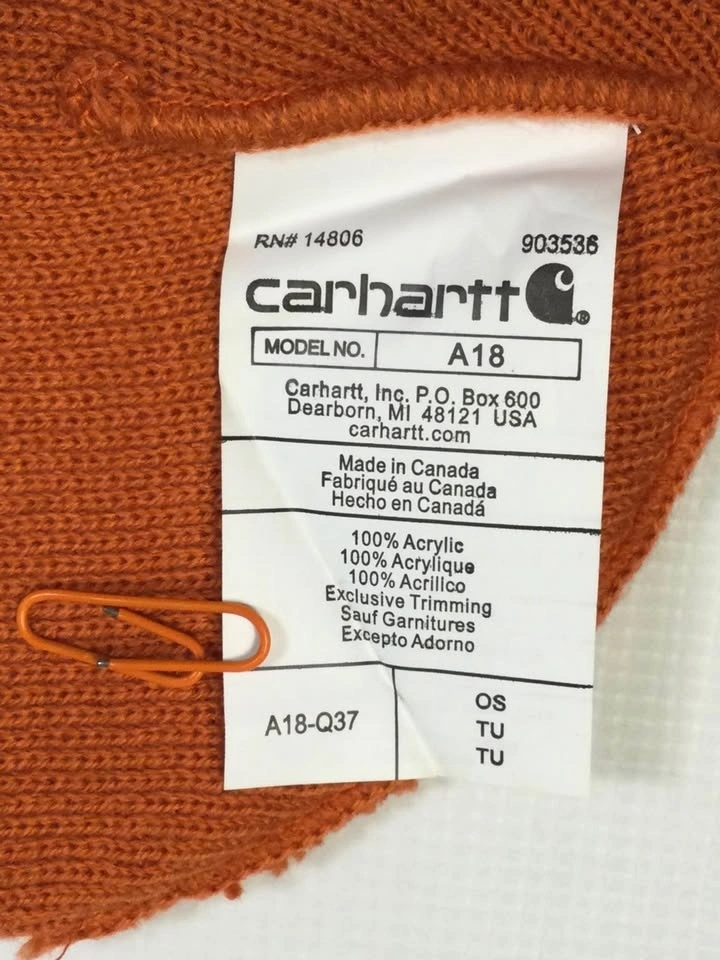 RN# 14806 903536
carhartt
MODEL NO. A18
Carhartt, Inc. P.O. Box 600
Dearborn, MI 48121 USA
carhartt.com
Made in Canada
Fabriqué au Canada
Hecho en Canadá
100% Acrylic
100% Acrylique
100% Acrilico
Exclusive Trimming
Sauf Garnitures
Excepto Adorno
A18-Q37
OS
TU
TU